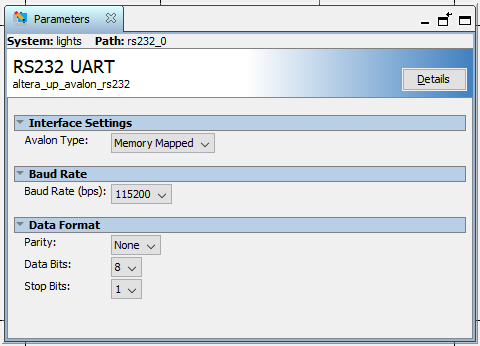 Parameters
System: lights Path: rs232_0
RS232 UART
altera_up_avalon_rs232
Details
Interface Settings
Avalon Type: Memory Mapped
Baud Rate
Baud Rate (bps): 115200
Data Format
Parity: None
Data Bits: 8
Stop Bits: 1